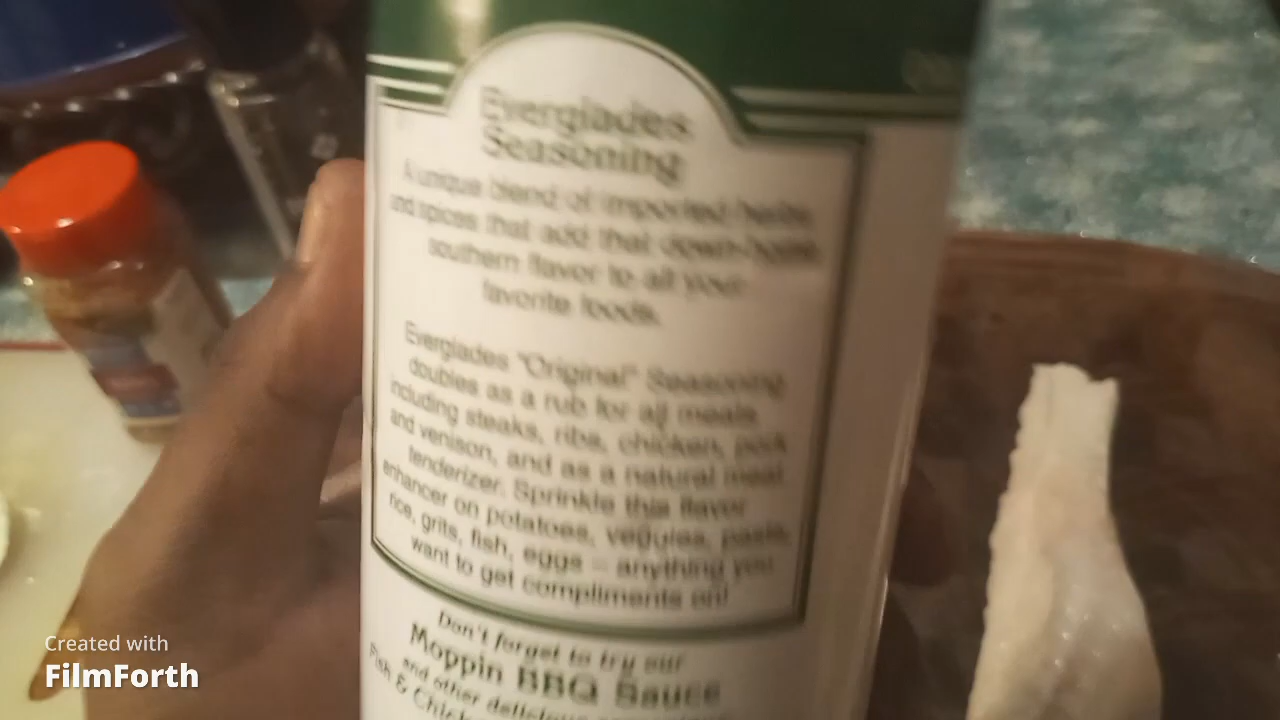 Everglades
Seasoning
A unique blend of imported herbs
and spices that add that down-home
southern flavor to all your
favorite foods.
Everglades "Original" Seasoning
doubles as a rub for all meats,
including steaks, ribs, chicken, pork
and venison, and as a natural meat
tenderizer. Sprinkle this flavor
enhancer on potatoes, veggies, pasta,
rice, grits, fish, eggs – anything you
want to get compliments on!
Don't forget to try our
Moppin BBQ Sauce
and other delicious
Fish & Chicken
Created with
FilmForth